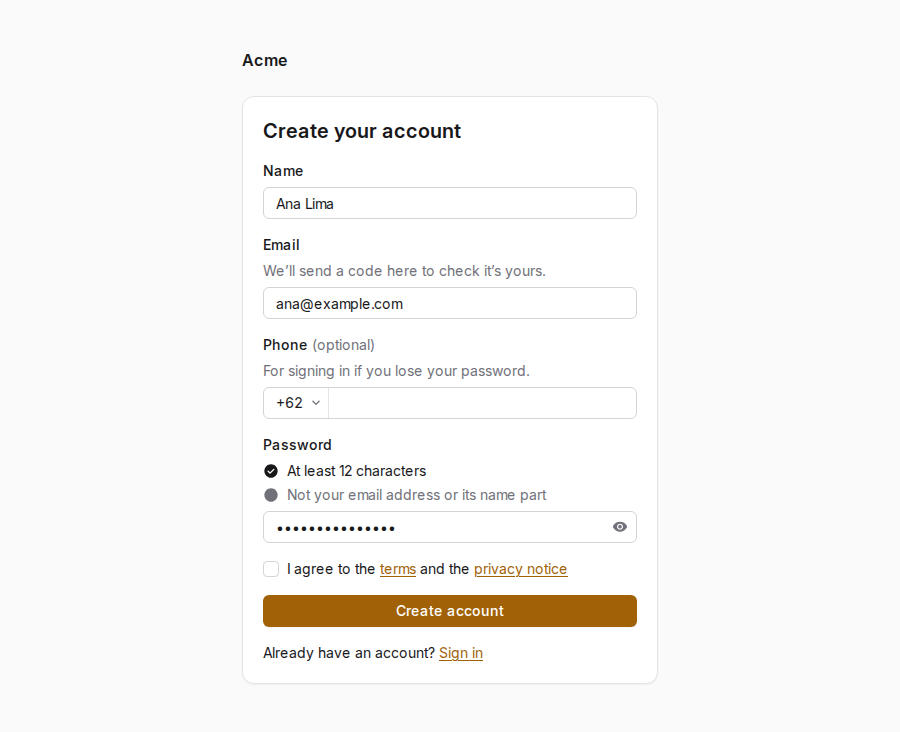 Acme
Create your account
Name
Ana Lima
Email
We’ll send a code here to check it’s yours.
ana@example.com
Phone (optional)
For signing in if you lose your password.
+62
Password
At least 12 characters
Not your email address or its name part
•••••••••••••••
I agree to the terms and the privacy notice
Create account
Already have an account? Sign in